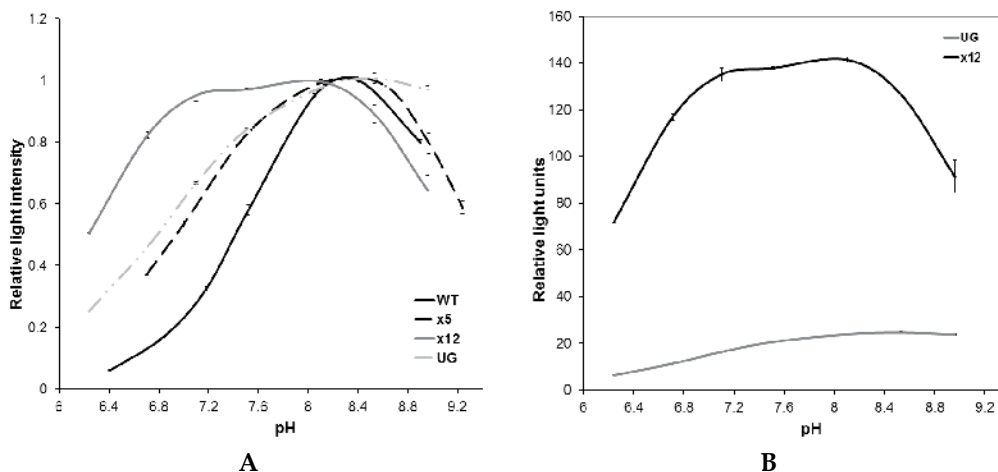 1.2
1
0.8
0.6
0.4
0.2
0
Relative light intensity
WT
x5
x12
UG
6 6.4 6.8 7.2 7.6 8 8.4 8.8 9.2
pH
A
160
140
120
100
80
60
40
20
0
Relative light units
UG
x12
6 6.4 6.8 7.2 7.6 8 8.4 8.8 9.2
pH
B